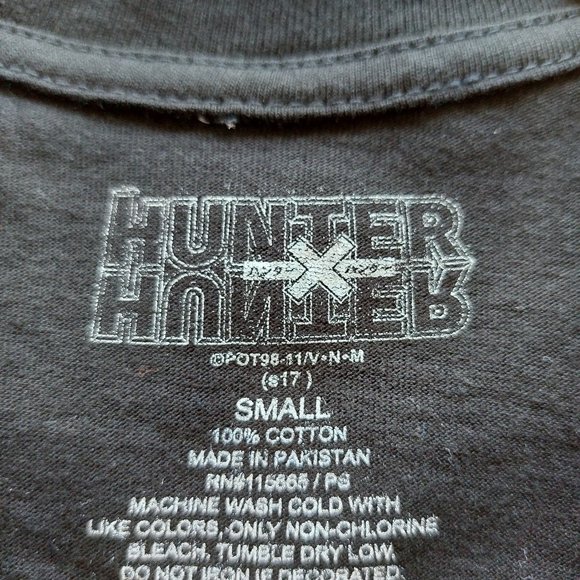 HUNTER
ハンター X ハンター
HUNTER
©POT98-11/V•N•M
(s17)
SMALL
100% COTTON
MADE IN PAKISTAN
RN#115665 / PS
MACHINE WASH COLD WITH
LIKE COLORS, ONLY NON-CHLORINE
BLEACH, TUMBLE DRY LOW,
DO NOT IRON IF DECORATED